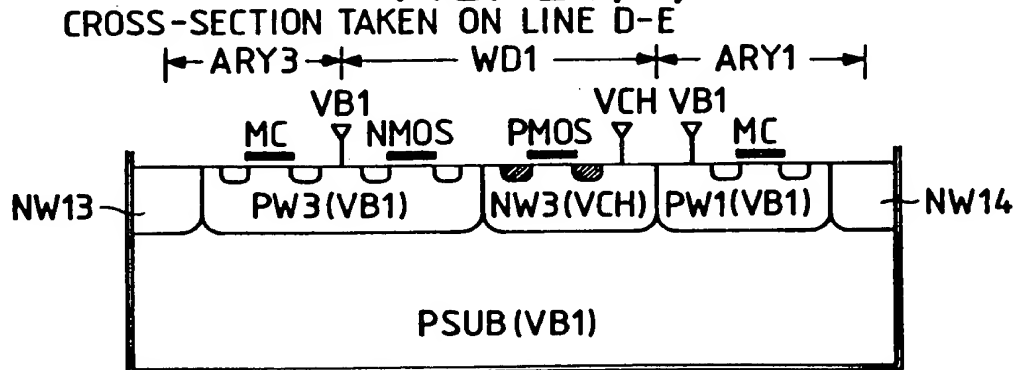 CROSS-SECTION TAKEN ON LINE D-E
ARY3 WD1 ARY1
VB1 VCH VB1
MC NMOS PMOS MC
NW13 PW3(VB1) NW3(VCH) PW1(VB1) NW14
PSUB(VB1)